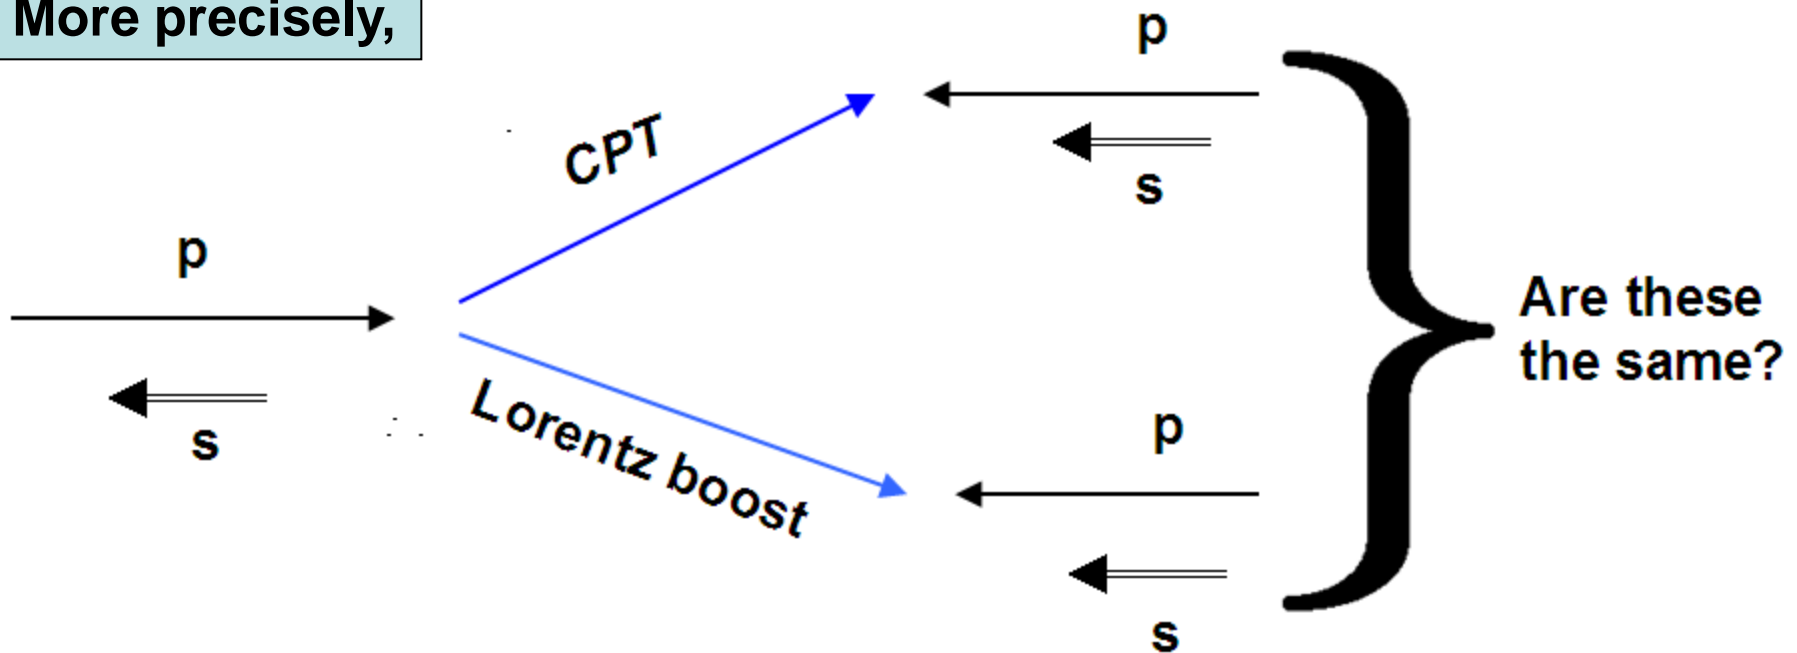 More precisely,
p
s
CPT
Lorentz boost
p
s
p
s
Are these
the same?